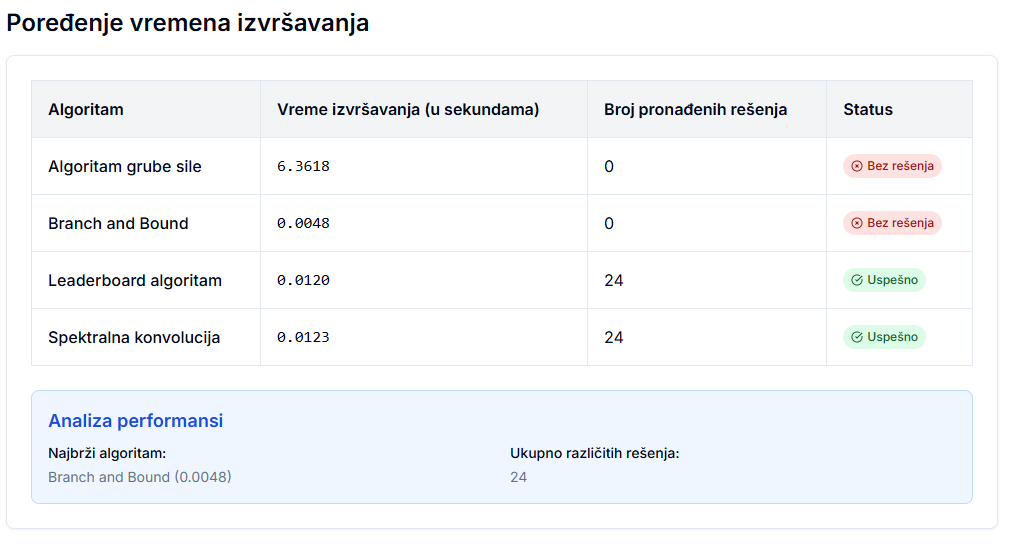 Poređenje vremena izvršavanja
Algoritam Vreme izvršavanja (u sekundama) Broj pronađenih rešenja Status
Algoritam grube sile 6.3618 0 Bez rešenja
Branch and Bound 0.0048 0 Bez rešenja
Leaderboard algoritam 0.0120 24 Uspešno
Spektralna konvolucija 0.0123 24 Uspešno
Analiza performansi
Najbrži algoritam: Ukupno različitih rešenja:
Branch and Bound (0.0048) 24